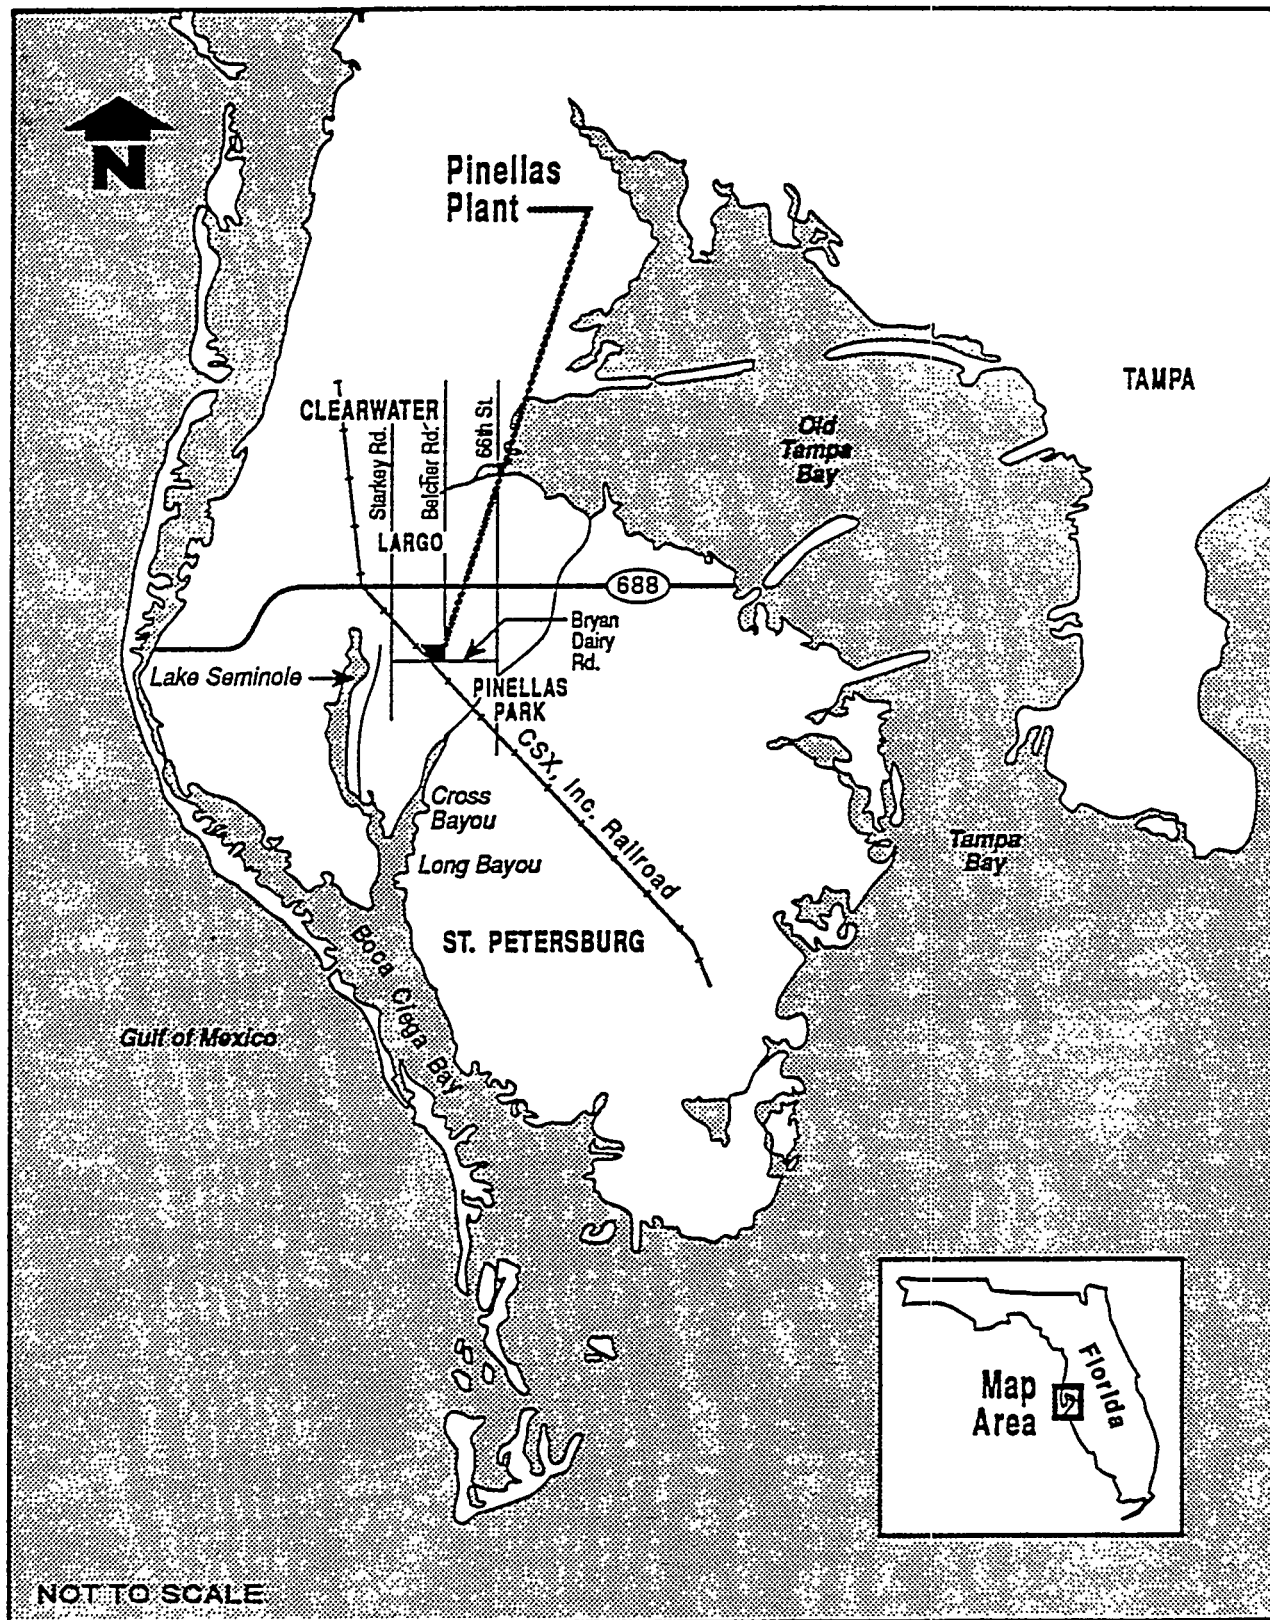 N
Pinellas
Plant
TAMPA
CLEARWATER
Starkey Rd.
Belcher Rd.
66th St.
Old
Tampa
Bay
LARGO
688
Bryan
Dairy
Rd.
Lake Seminole
PINELLAS
PARK
CSX, Inc. Railroad
Cross
Bayou
Long Bayou
Tampa
Bay
ST. PETERSBURG
Boca Ciega Bay
Gulf of Mexico
Florida
Map
Area
NOT TO SCALE